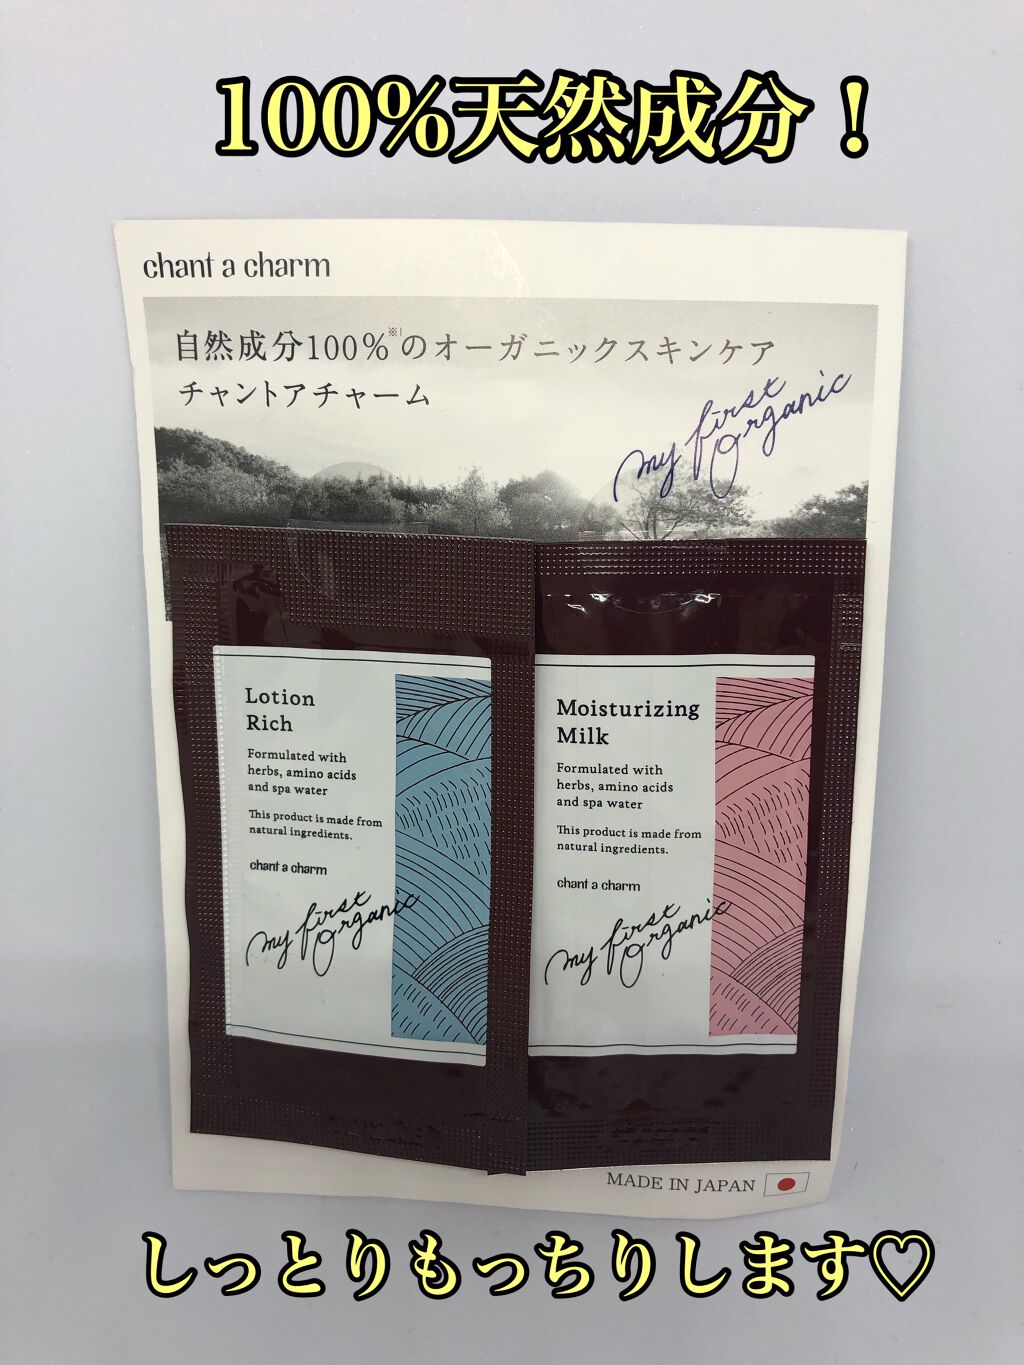 100%天然成分！
chant a charm
自然成分100%※1のオーガニックスキンケア
チャントアチャーム
my first
Organic
Lotion
Rich
Formulated with
herbs, amino acids
and spa water
This product is made from
natural ingredients.
chant a charm
my first
Organic
Moisturizing
Milk
Formulated with
herbs, amino acids
and spa water
This product is made from
natural ingredients.
chant a charm
my first
Organic
MADE IN JAPAN
しっとりもっちりします♡